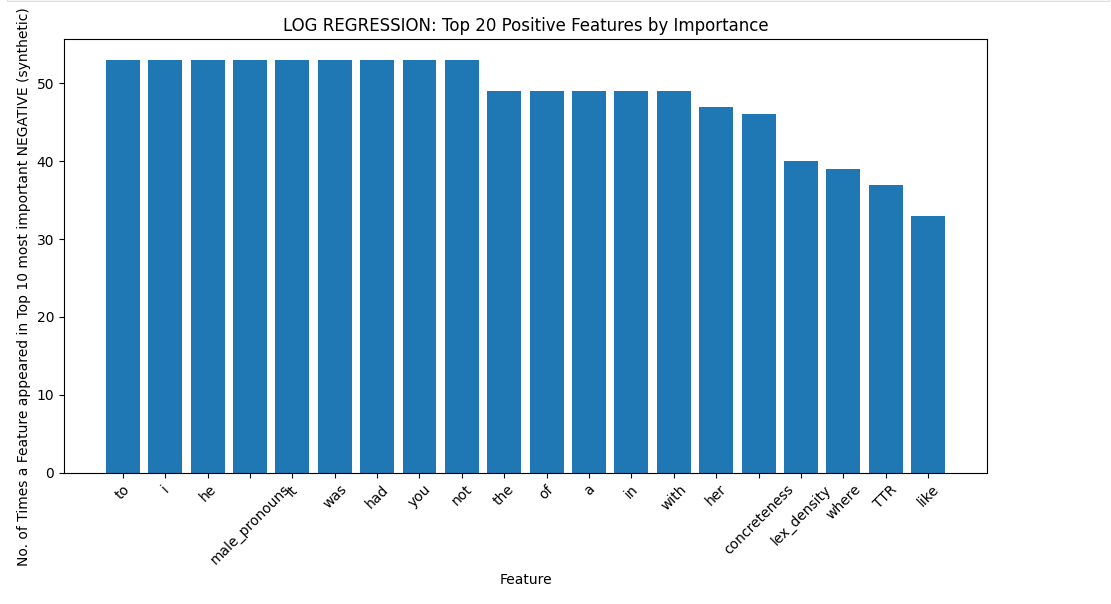 LOG REGRESSION: Top 20 Positive Features by Importance
No. of Times a Feature appeared in Top 10 most important NEGATIVE (synthetic)
50
40
30
20
10
0
to
i
he
male_pronouns
it
was
had
you
not
the
of
a
in
with
her
concreteness
lex_density
where
TTR
like
Feature